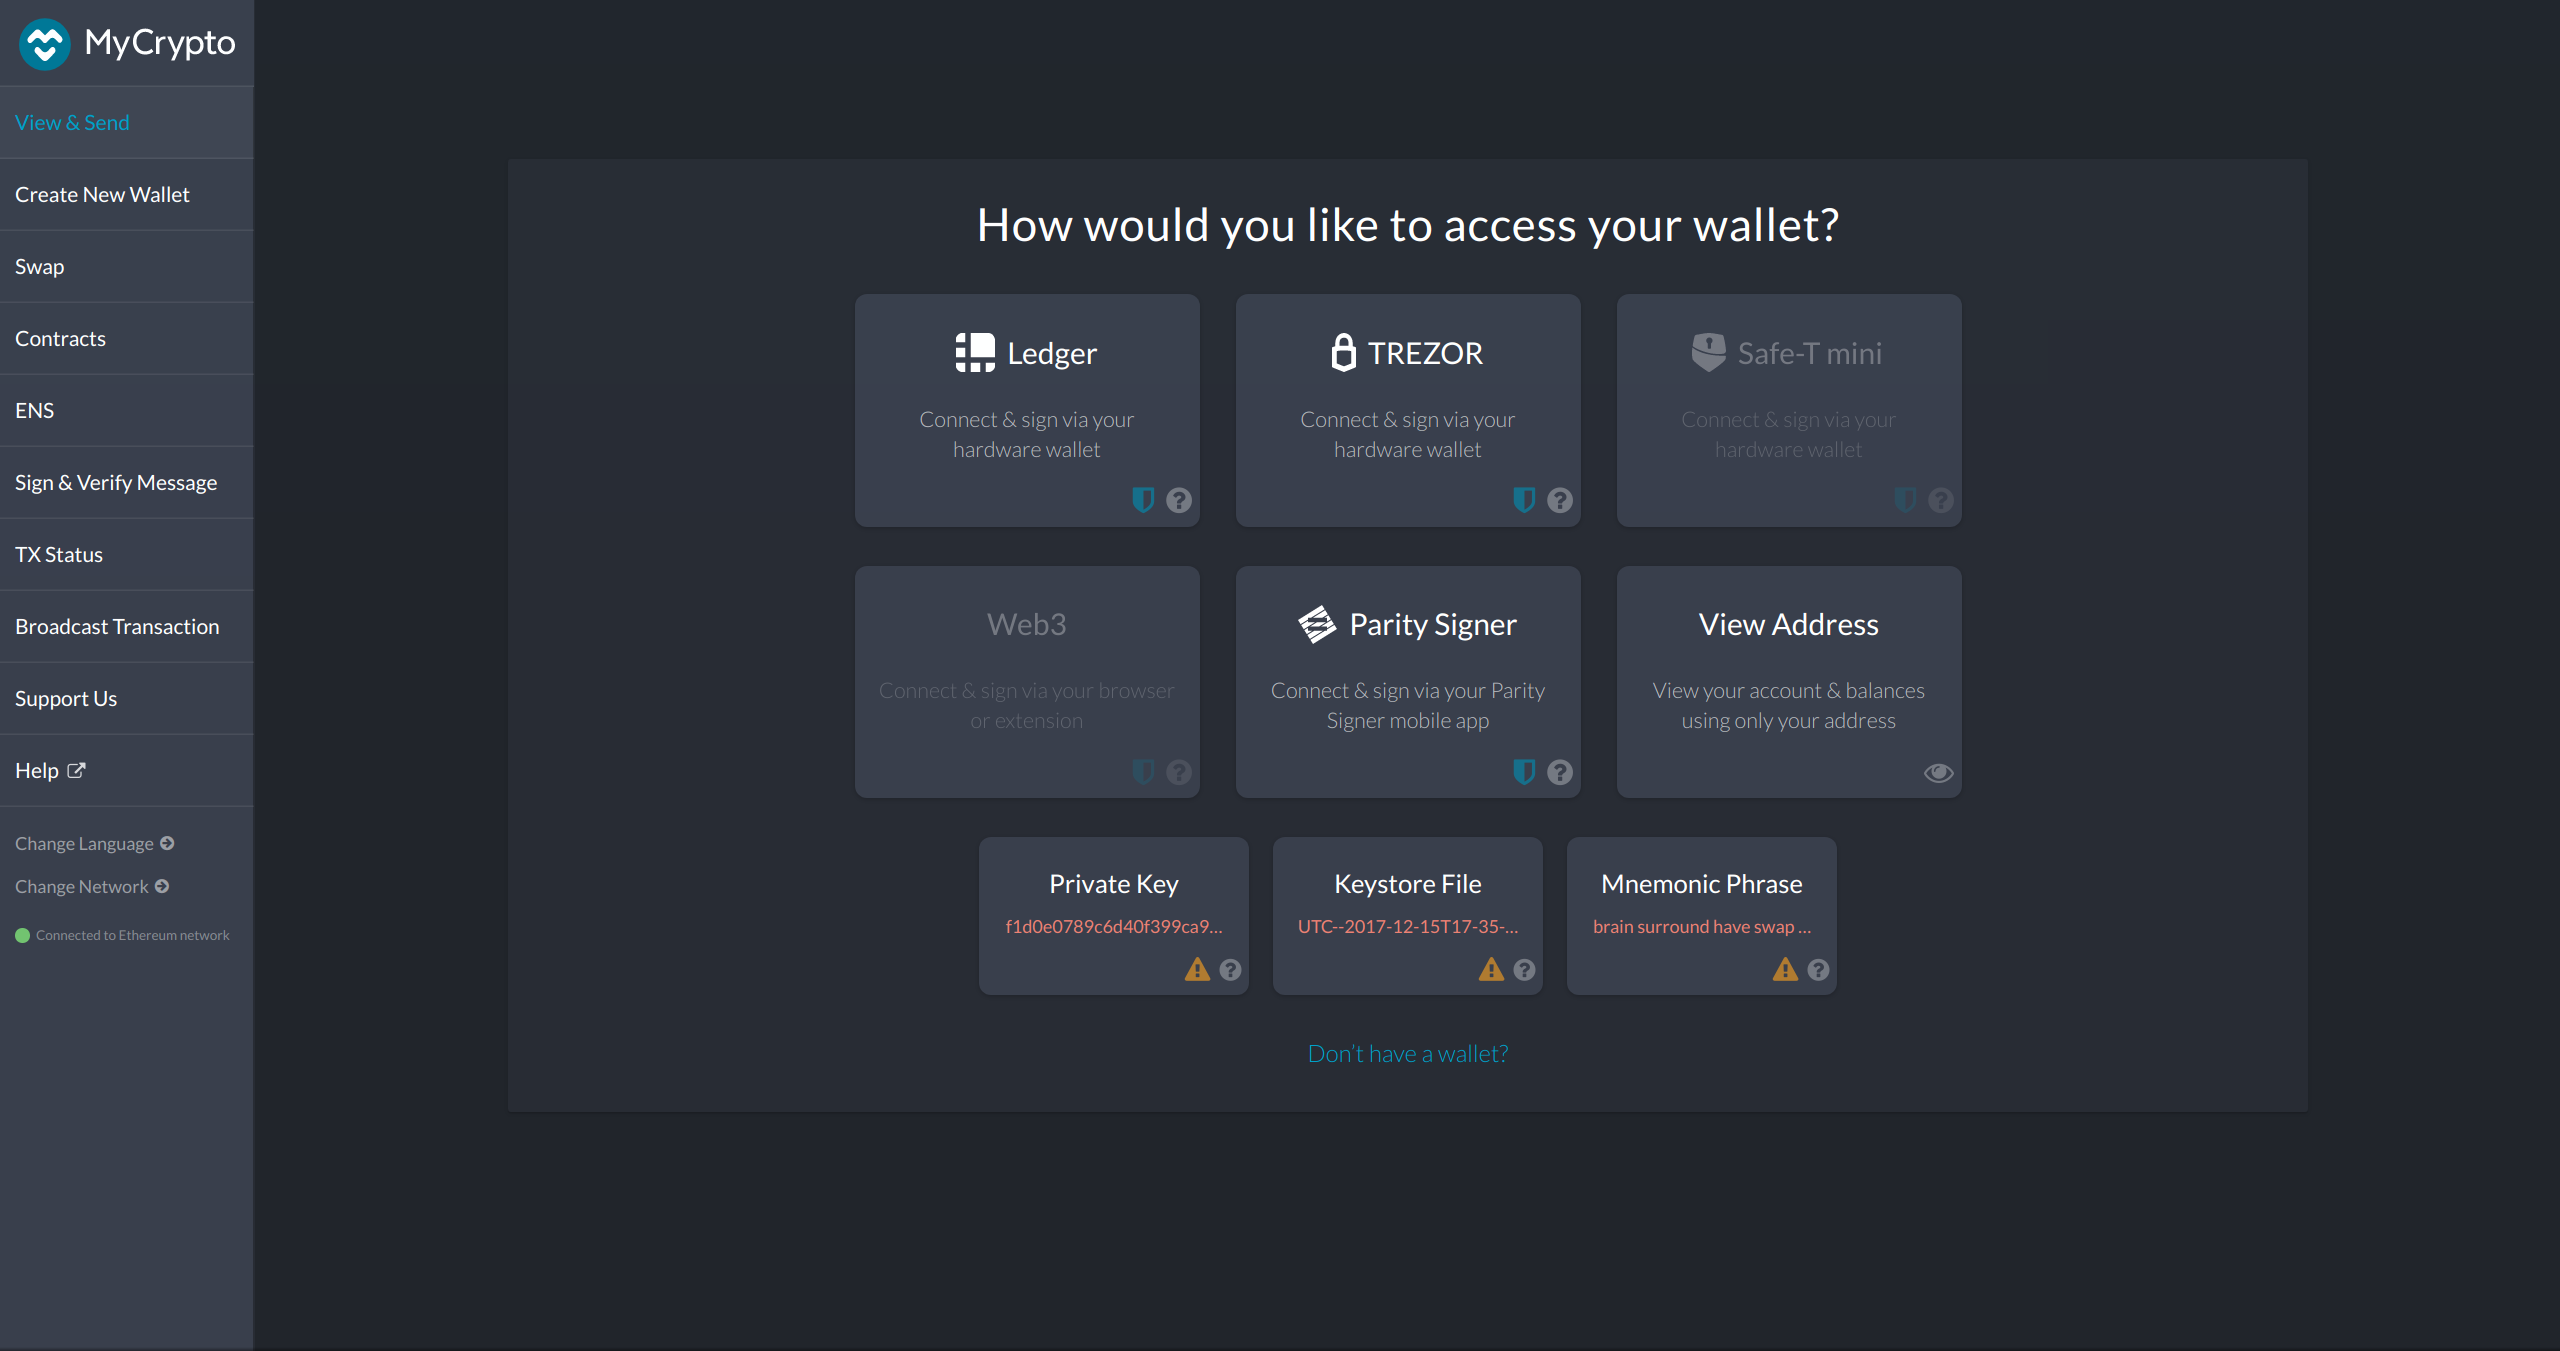 MyCrypto
View & Send
Create New Wallet
Swap
Contracts
ENS
Sign & Verify Message
TX Status
Broadcast Transaction
Support Us
Help
Change Language
Change Network
Connected to Ethereum network
How would you like to access your wallet?
Ledger
Connect & sign via your
hardware wallet
TREZOR
Connect & sign via your
hardware wallet
Safe-T mini
Connect & sign via your
hardware wallet
Web3
Connect & sign via your browser
or extension
Parity Signer
Connect & sign via your Parity
Signer mobile app
View Address
View your account & balances
using only your address
Private Key
f1d0e0789c6d40f399ca9...
Keystore File
UTC--2017-12-15T17-35-...
Mnemonic Phrase
brain surround have swap ...
Don't have a wallet?